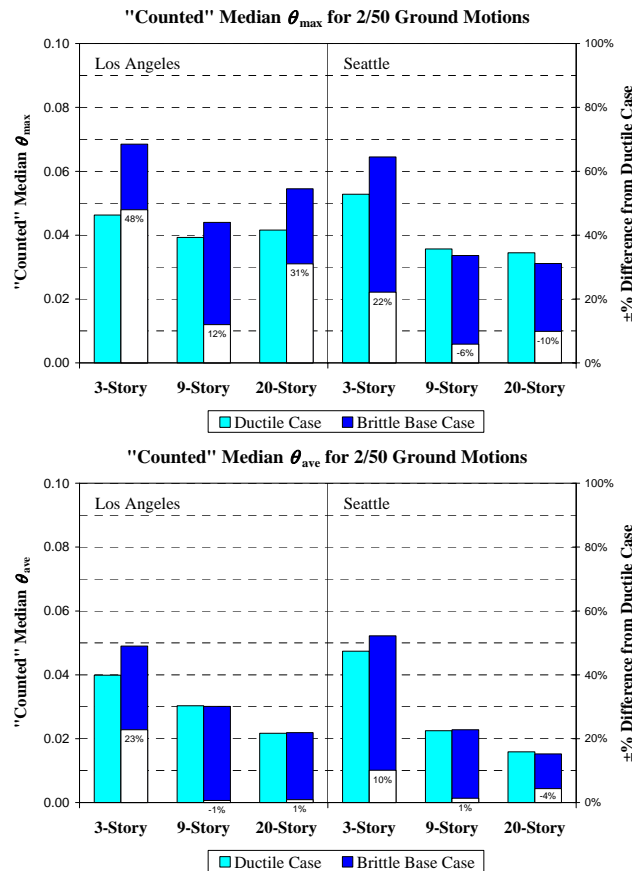 "Counted" Median θmax for 2/50 Ground Motions
Los Angeles
Seattle
"Counted" Median θmax
0.10
0.08
0.06
0.04
0.02
0.00
100%
80%
60%
40%
20%
0%
±% Difference from Ductile Case
48%
12%
31%
22%
-6%
-10%
3-Story 9-Story 20-Story 3-Story 9-Story 20-Story
Ductile Case Brittle Base Case
"Counted" Median θave for 2/50 Ground Motions
Los Angeles
Seattle
"Counted" Median θave
0.10
0.08
0.06
0.04
0.02
0.00
100%
80%
60%
40%
20%
0%
±% Difference from Ductile Case
23%
-1%
1%
10%
1%
-4%
3-Story 9-Story 20-Story 3-Story 9-Story 20-Story
Ductile Case Brittle Base Case